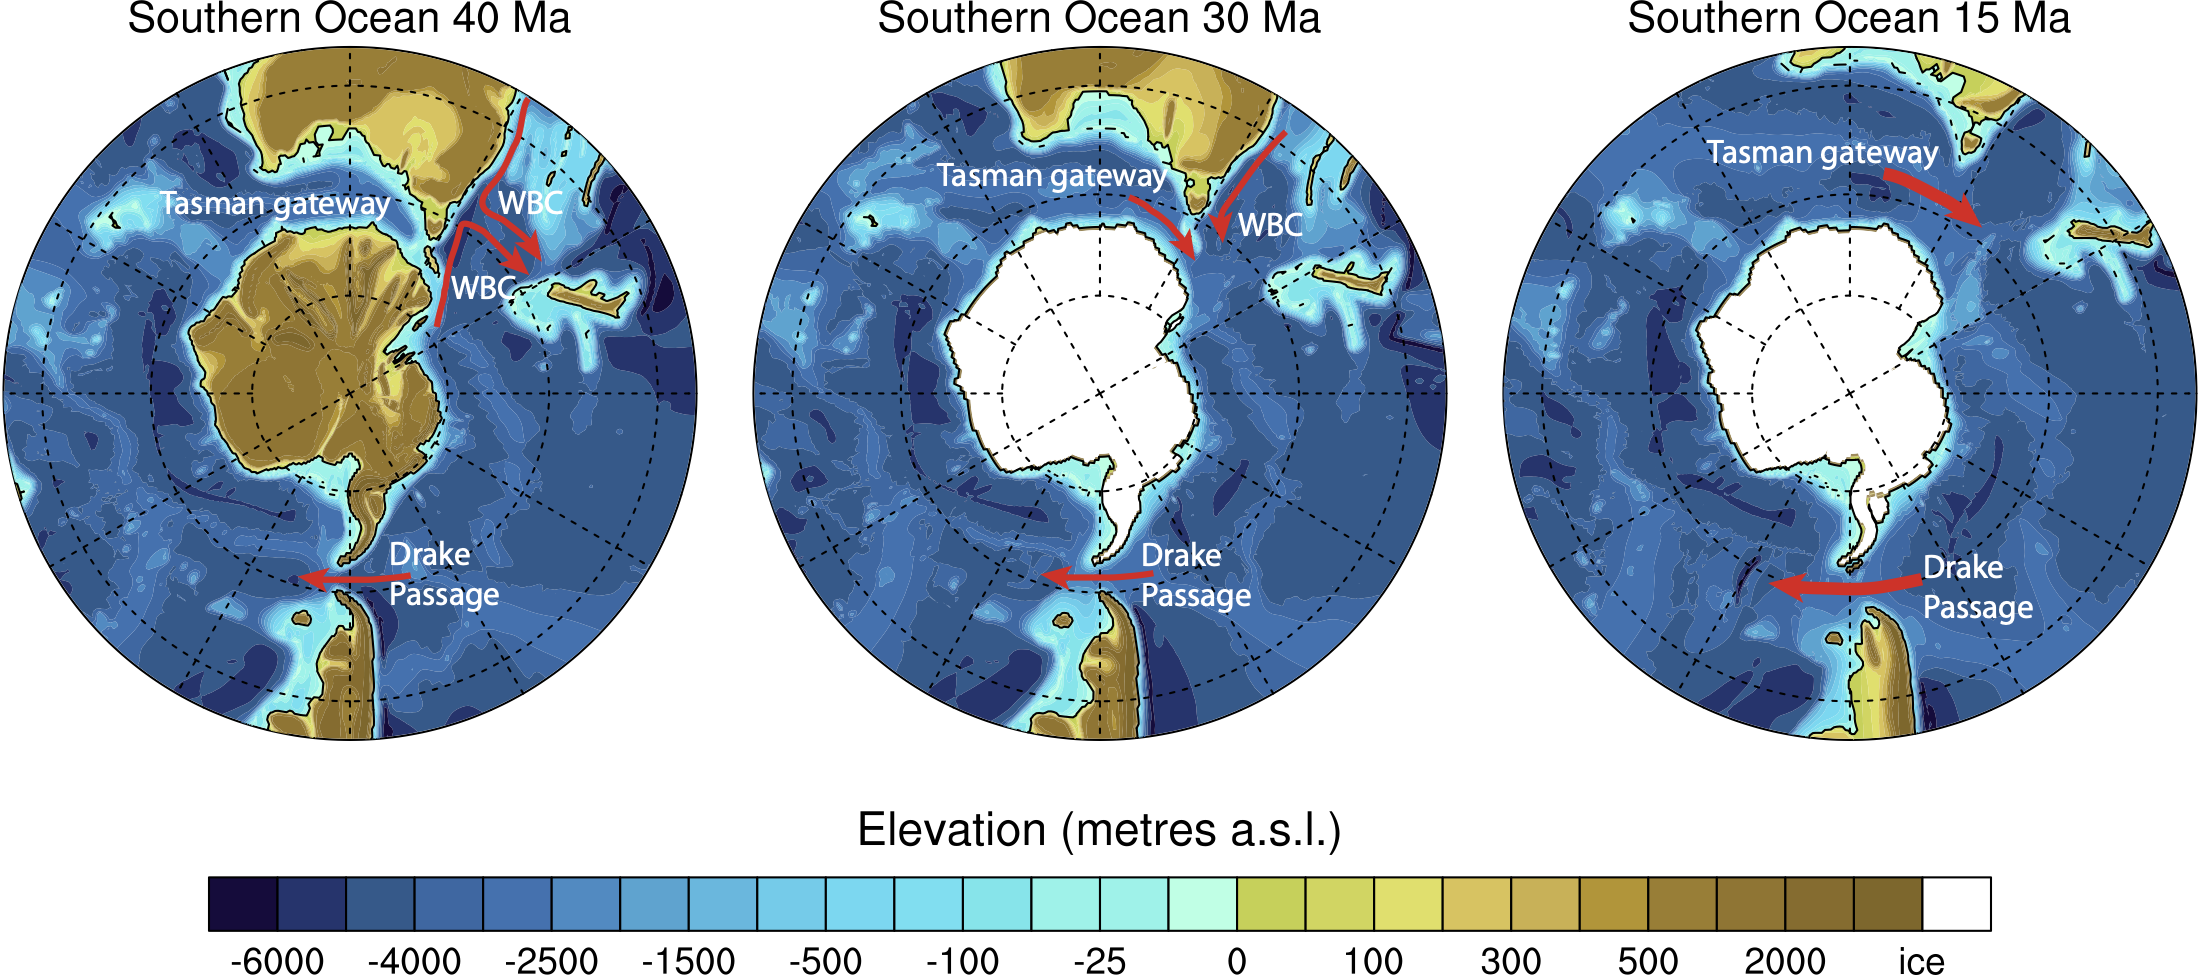 Southern Ocean 40 Ma
Southern Ocean 30 Ma
Southern Ocean 15 Ma
Tasman gateway
WBC
WBC
Drake
Passage
Tasman gateway
WBC
Drake
Passage
Tasman gateway
Drake
Passage
Elevation (metres a.s.l.)
-6000 -4000 -2500 -1500 -500 -100 -25 0 100 300 500 2000 ice